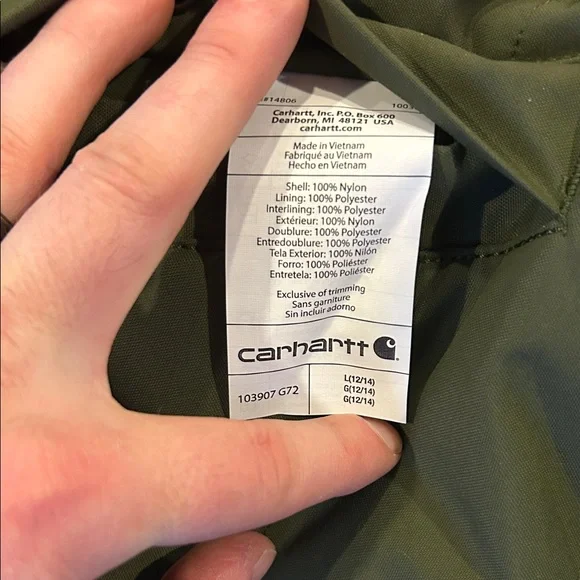 #14806 100
Carhartt, Inc. P.O. Box 600
Dearborn, MI 48121 USA
carhartt.com
Made in Vietnam
Fabriqué au Vietnam
Hecho en Vietnam
Shell: 100% Nylon
Lining: 100% Polyester
Interlining: 100% Polyester
Extérieur: 100% Nylon
Doublure: 100% Polyester
Entredoublure: 100% Polyester
Tela Exterior: 100% Nilón
Forro: 100% Poliéster
Entretela: 100% Poliéster
Exclusive of trimming
Sans garniture
Sin incluir adorno
carhartt
103907 G72
L(12/14)
G(12/14)
G(12/14)